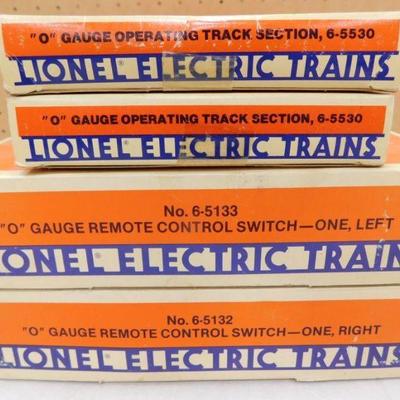 "O" GAUGE OPERATING TRACK SECTION, 6-5530
LIONEL® ELECTRIC TRAINS
"O" GAUGE OPERATING TRACK SECTION, 6-5530
LIONEL® ELECTRIC TRAINS
No. 6-5133
"O" GAUGE REMOTE CONTROL SWITCH—ONE, LEFT
IONEL® ELECTRIC TRAIN
No. 6-5132
"O" GAUGE REMOTE CONTROL SWITCH—ONE, RIGHT
LIONEL® ELECTRIC TRAINS